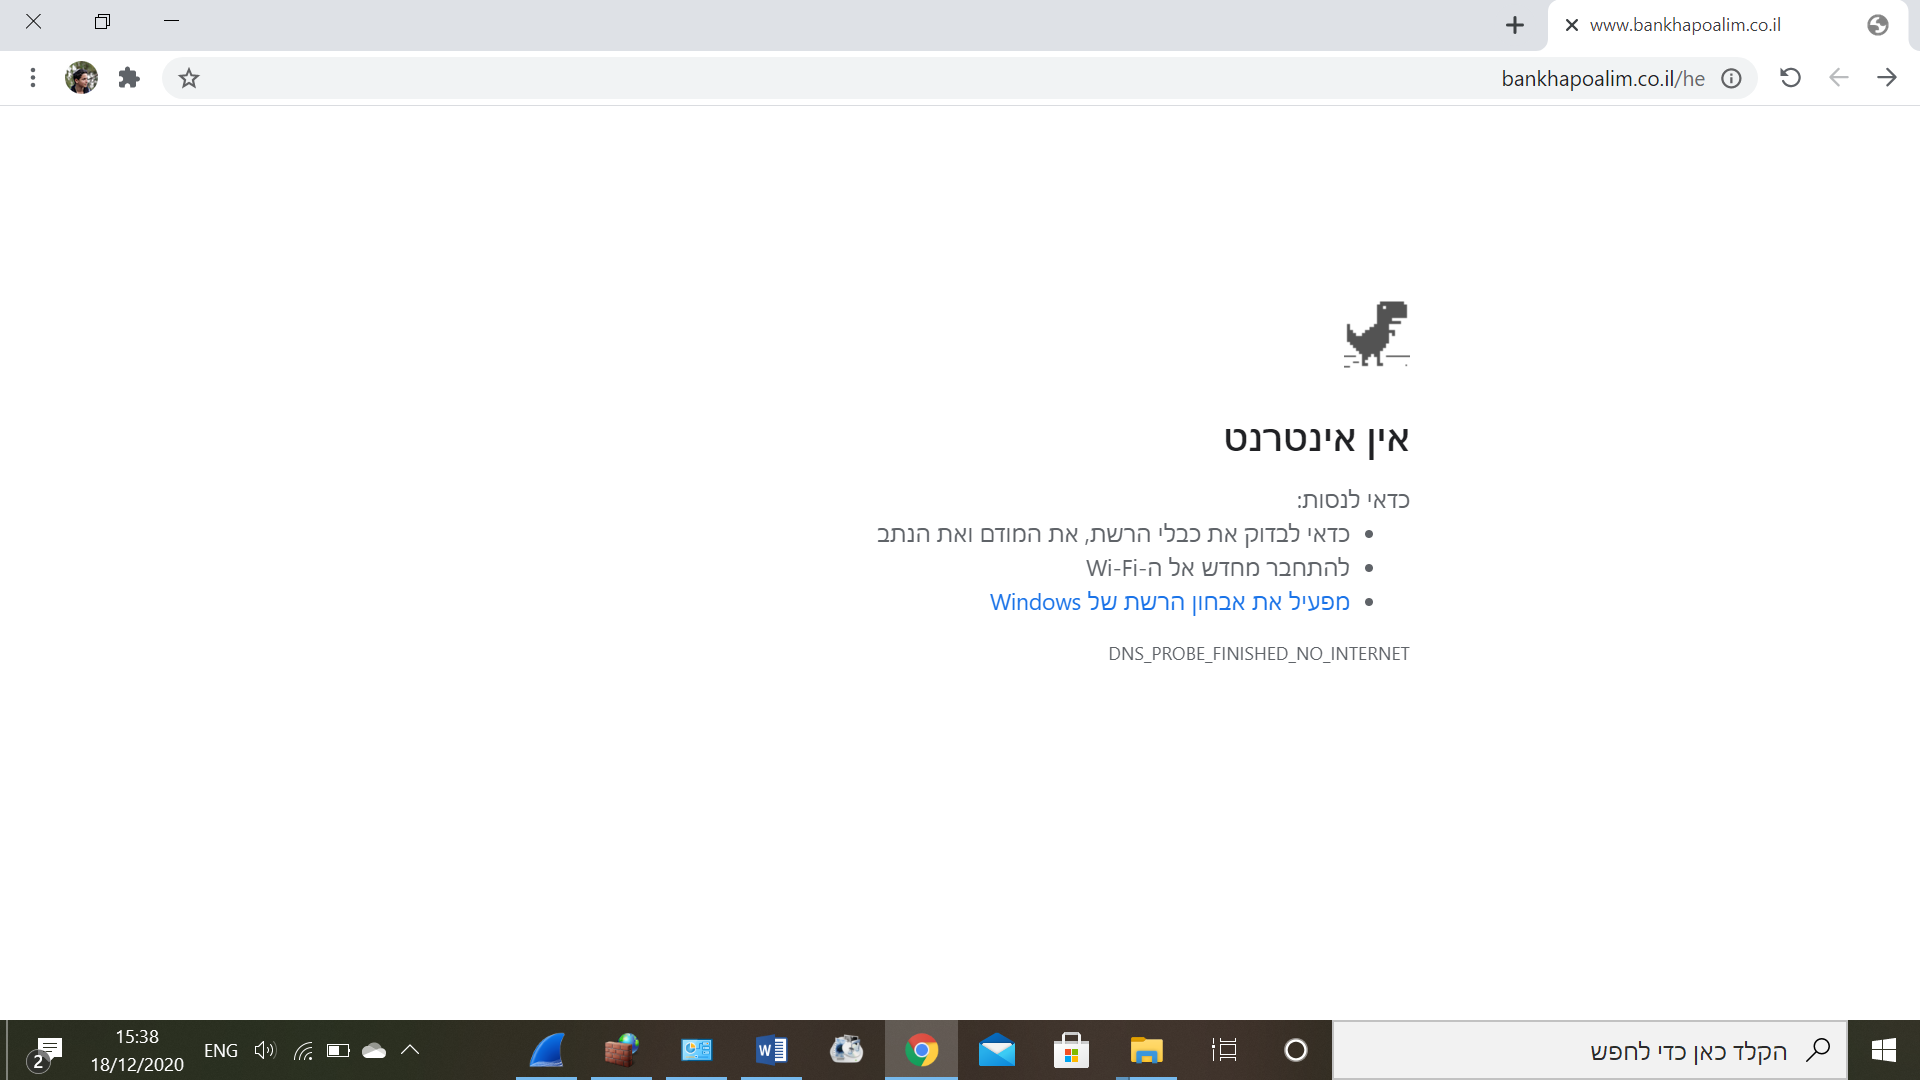 www.bankhapoalim.co.il
bankhapoalim.co.il/he
אין אינטרנט
כדאי לנסות:
כדאי לבדוק את כבלי הרשת, את המודם ואת הנתב
להתחבר מחדש אל ה-Wi-Fi
מפעיל את אבחון הרשת של Windows
DNS_PROBE_FINISHED_NO_INTERNET
הקלד כאן כדי לחפש
W
ENG
15:38
18/12/2020
2